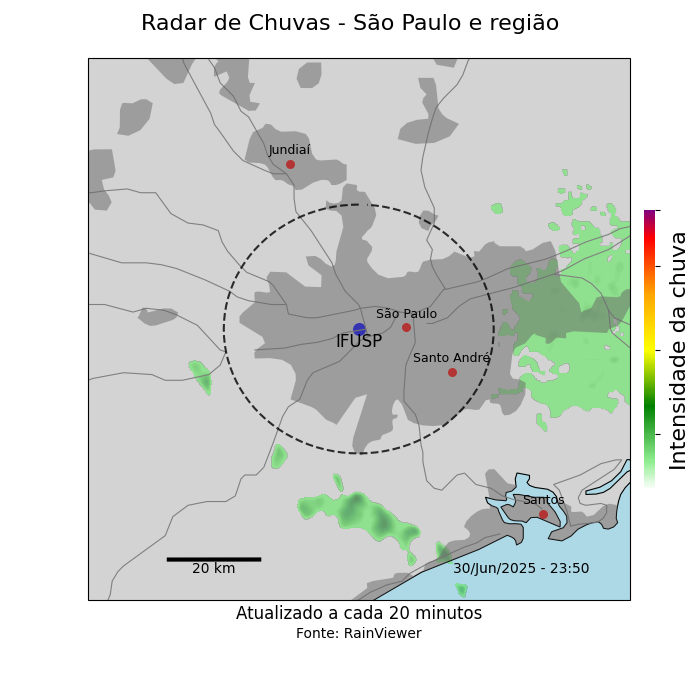 Radar de Chuvas - São Paulo e região
Jundiaí
São Paulo
IFUSP
Santo André
Santos
20 km
30/Jun/2025 - 23:50
Intensidade da chuva
Atualizado a cada 20 minutos
Fonte: RainViewer